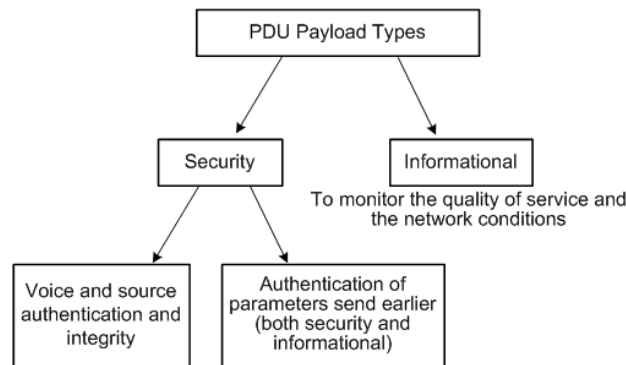 PDU Payload Types
Security
Informational
To monitor the quality of service and
the network conditions
Voice and source
authentication and
integrity
Authentication of
parameters send earlier
(both security and
informational)